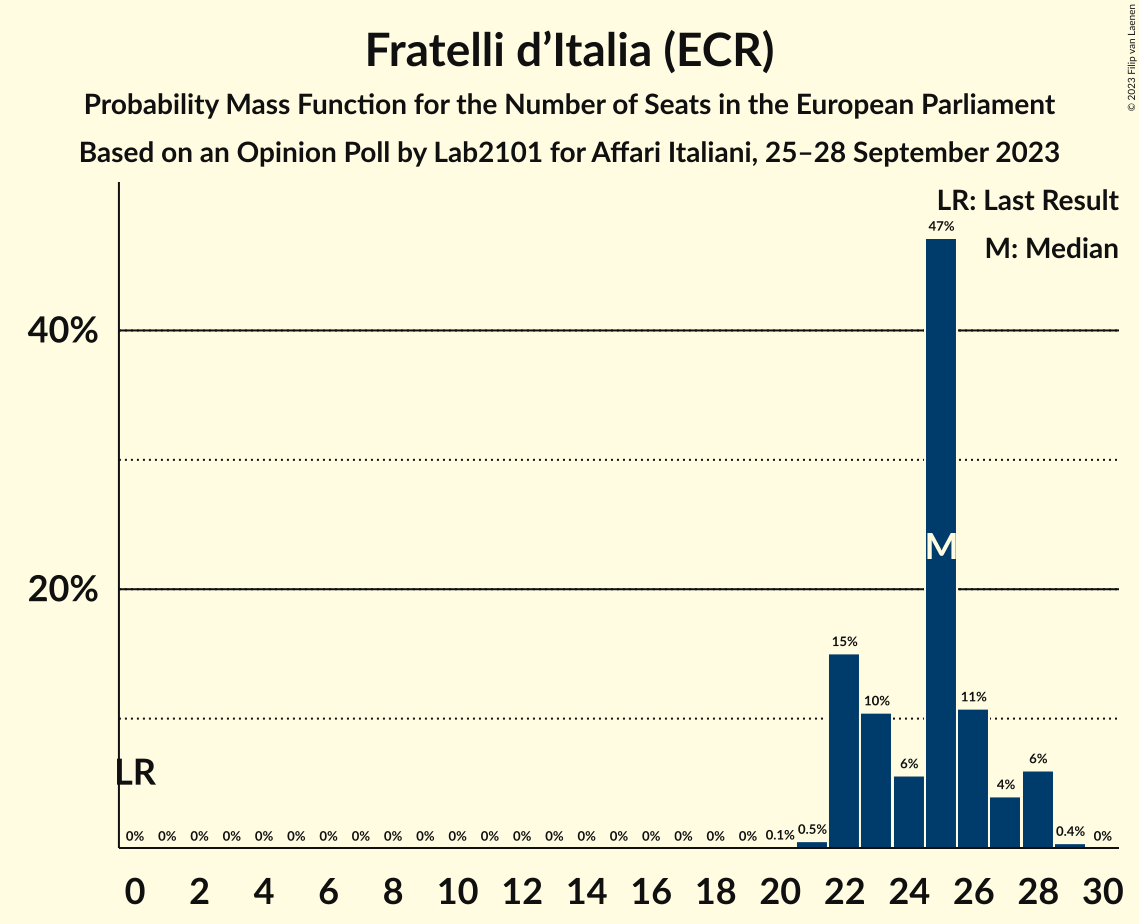 Fratelli d’Italia (ECR)
Probability Mass Function for the Number of Seats in the European Parliament
Based on an Opinion Poll by Lab2101 for Affari Italiani, 25–28 September 2023
© 2023 Filip van Laenen
LR: Last Result
47%
M: Median
40%
M
20%
15%
10% 6% 11% 4% 6%
LR
0% 0% 0% 0% 0% 0% 0% 0% 0% 0% 0% 0% 0% 0% 0% 0% 0% 0% 0% 0% 0.1% 0.5% 0.4% 0%
0 2 4 6 8 10 12 14 16 18 20 22 24 26 28 30